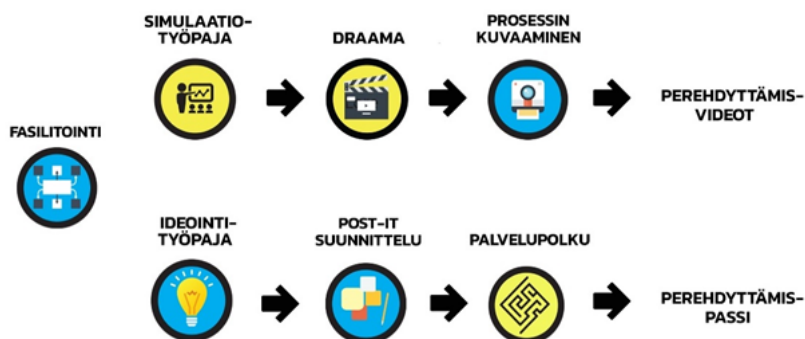 SIMULAATIO-
TYÖPAJA
DRAAMA
PROSESSIN
KUVAAMINEN
PEREHDYTTÄMIS-
VIDEOT
FASILITOINTI
IDEOINTI-
TYÖPAJA
POST-IT
SUUNNITTELU
PALVELUPOLKU
PEREHDYTTÄMIS-
PASSI